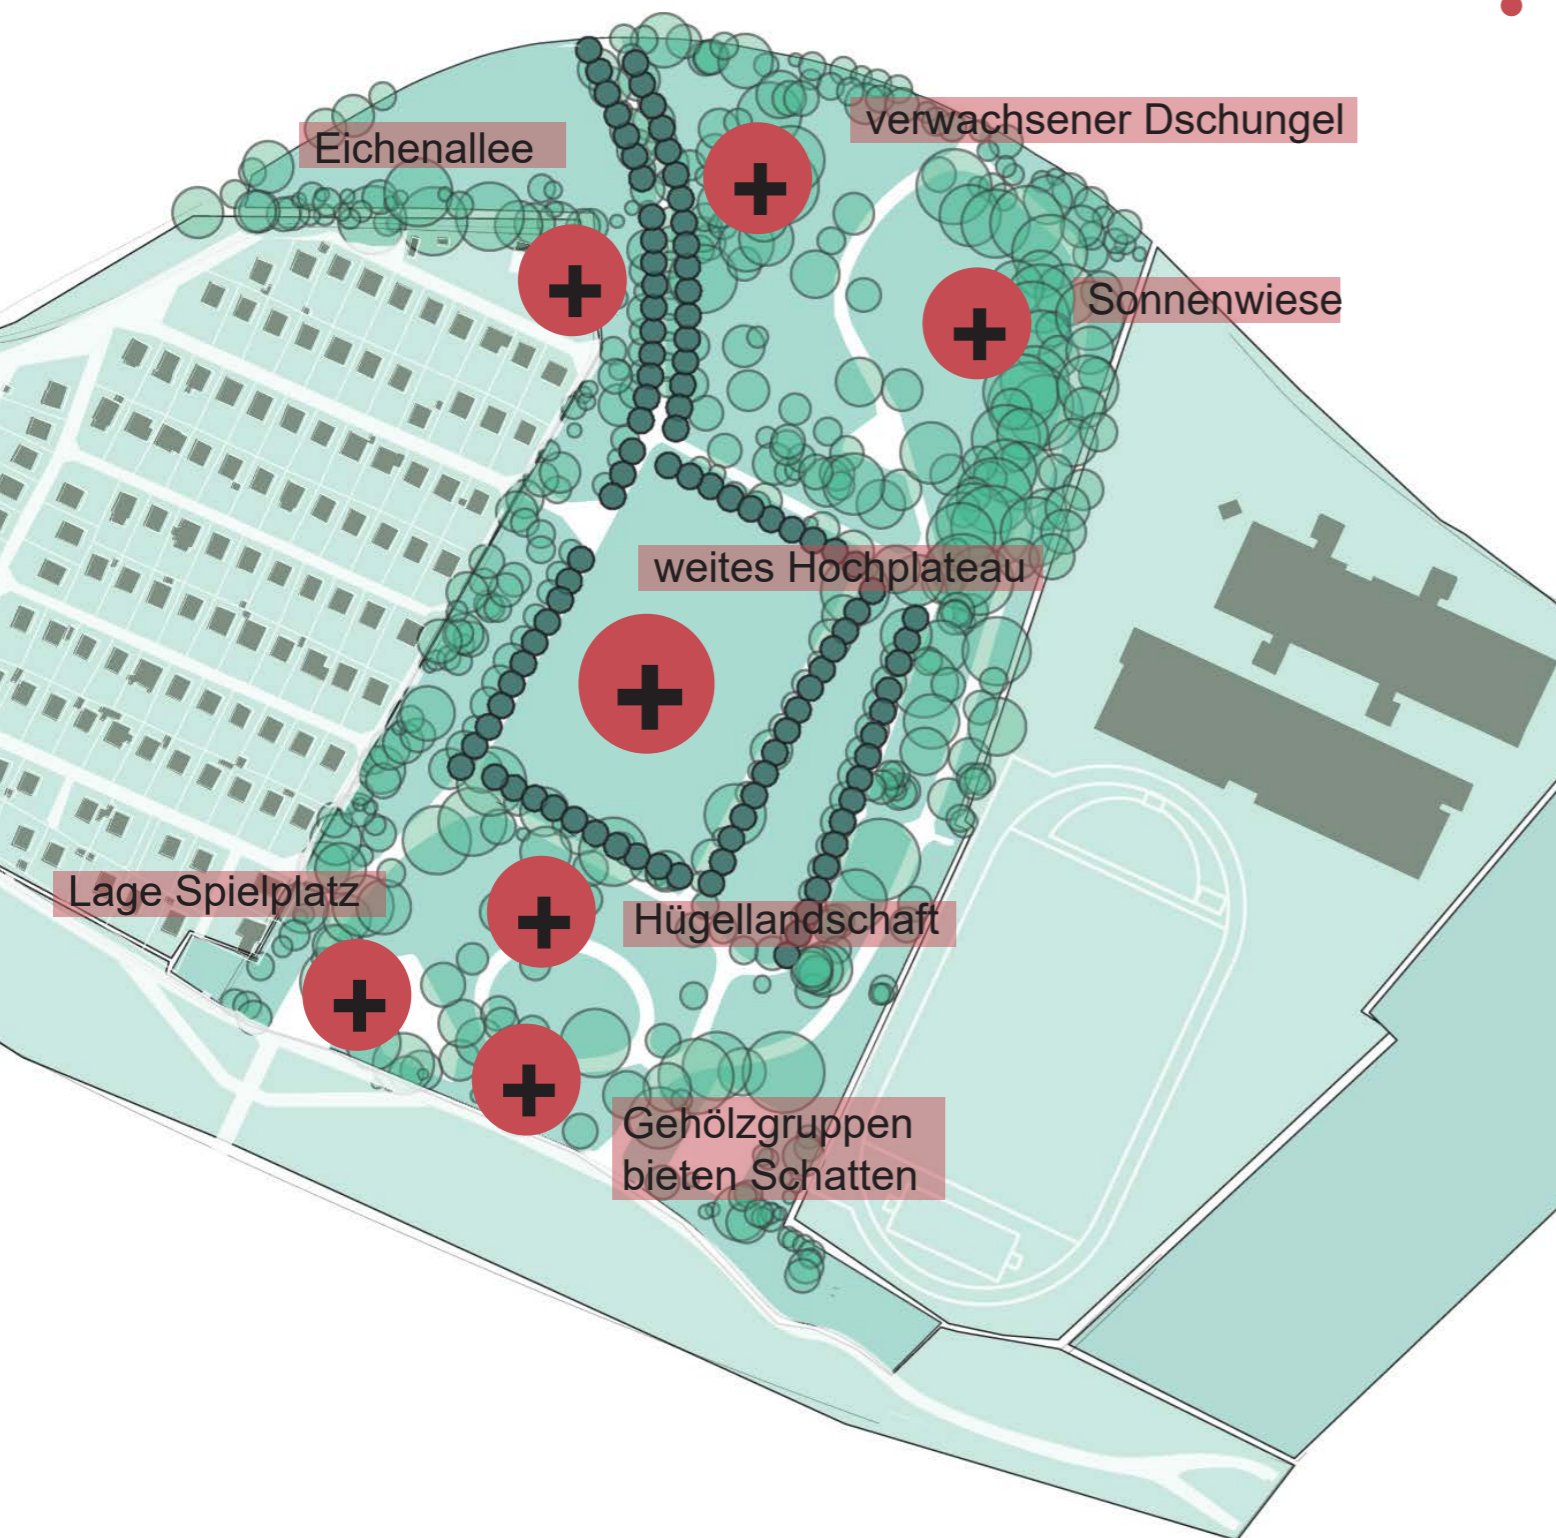 verwachsener Dschungel
Eichenallee
Sonnenwiese
weites Hochplateau
Lage Spielplatz
Hügellandschaft
Gehölzgruppen
bieten Schatten